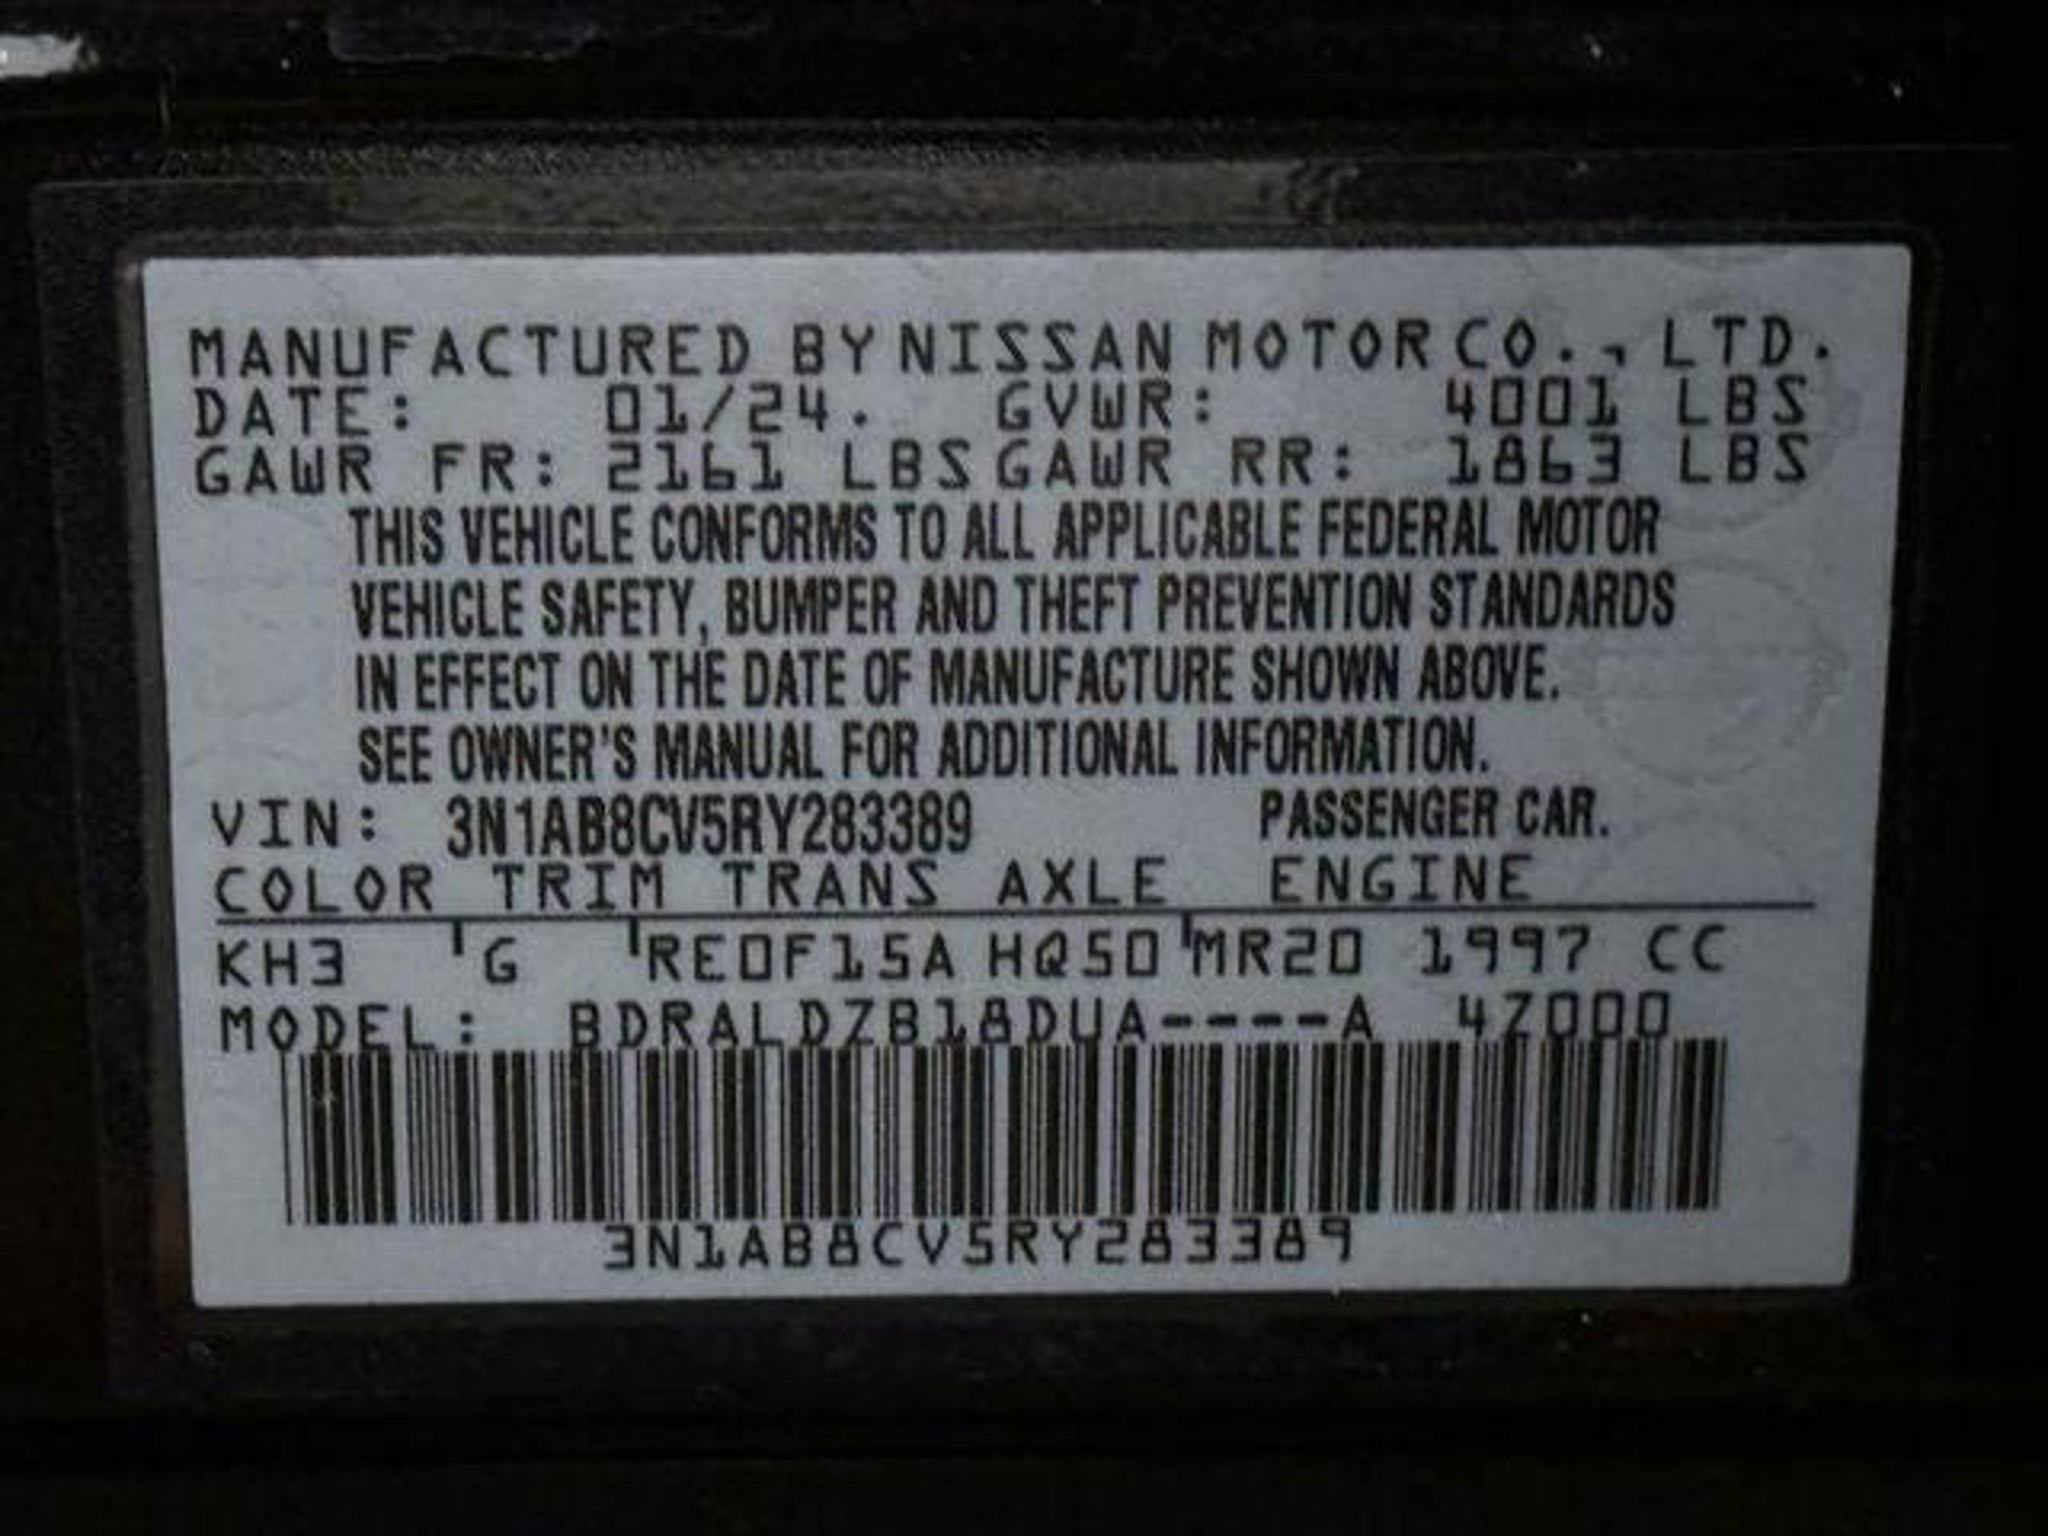 MANUFACTURED BY NISSAN MOTOR CO., LTD.
DATE: 01/24. GVWR: 4001 LBS
GAWR FR: 2161 LBS GAWR RR: 1863 LBS
THIS VEHICLE CONFORMS TO ALL APPLICABLE FEDERAL MOTOR
VEHICLE SAFETY, BUMPER AND THEFT PREVENTION STANDARDS
IN EFFECT ON THE DATE OF MANUFACTURE SHOWN ABOVE.
SEE OWNER'S MANUAL FOR ADDITIONAL INFORMATION.
VIN: 3N1AB8CV5RY283389 PASSENGER CAR.
COLOR TRIM TRANS AXLE ENGINE
KH3 G RE0F15A HQ50 MR20 1997 CC
MODEL: BDRALDZB18DUA----A 4Z000
3N1AB8CV5RY283389